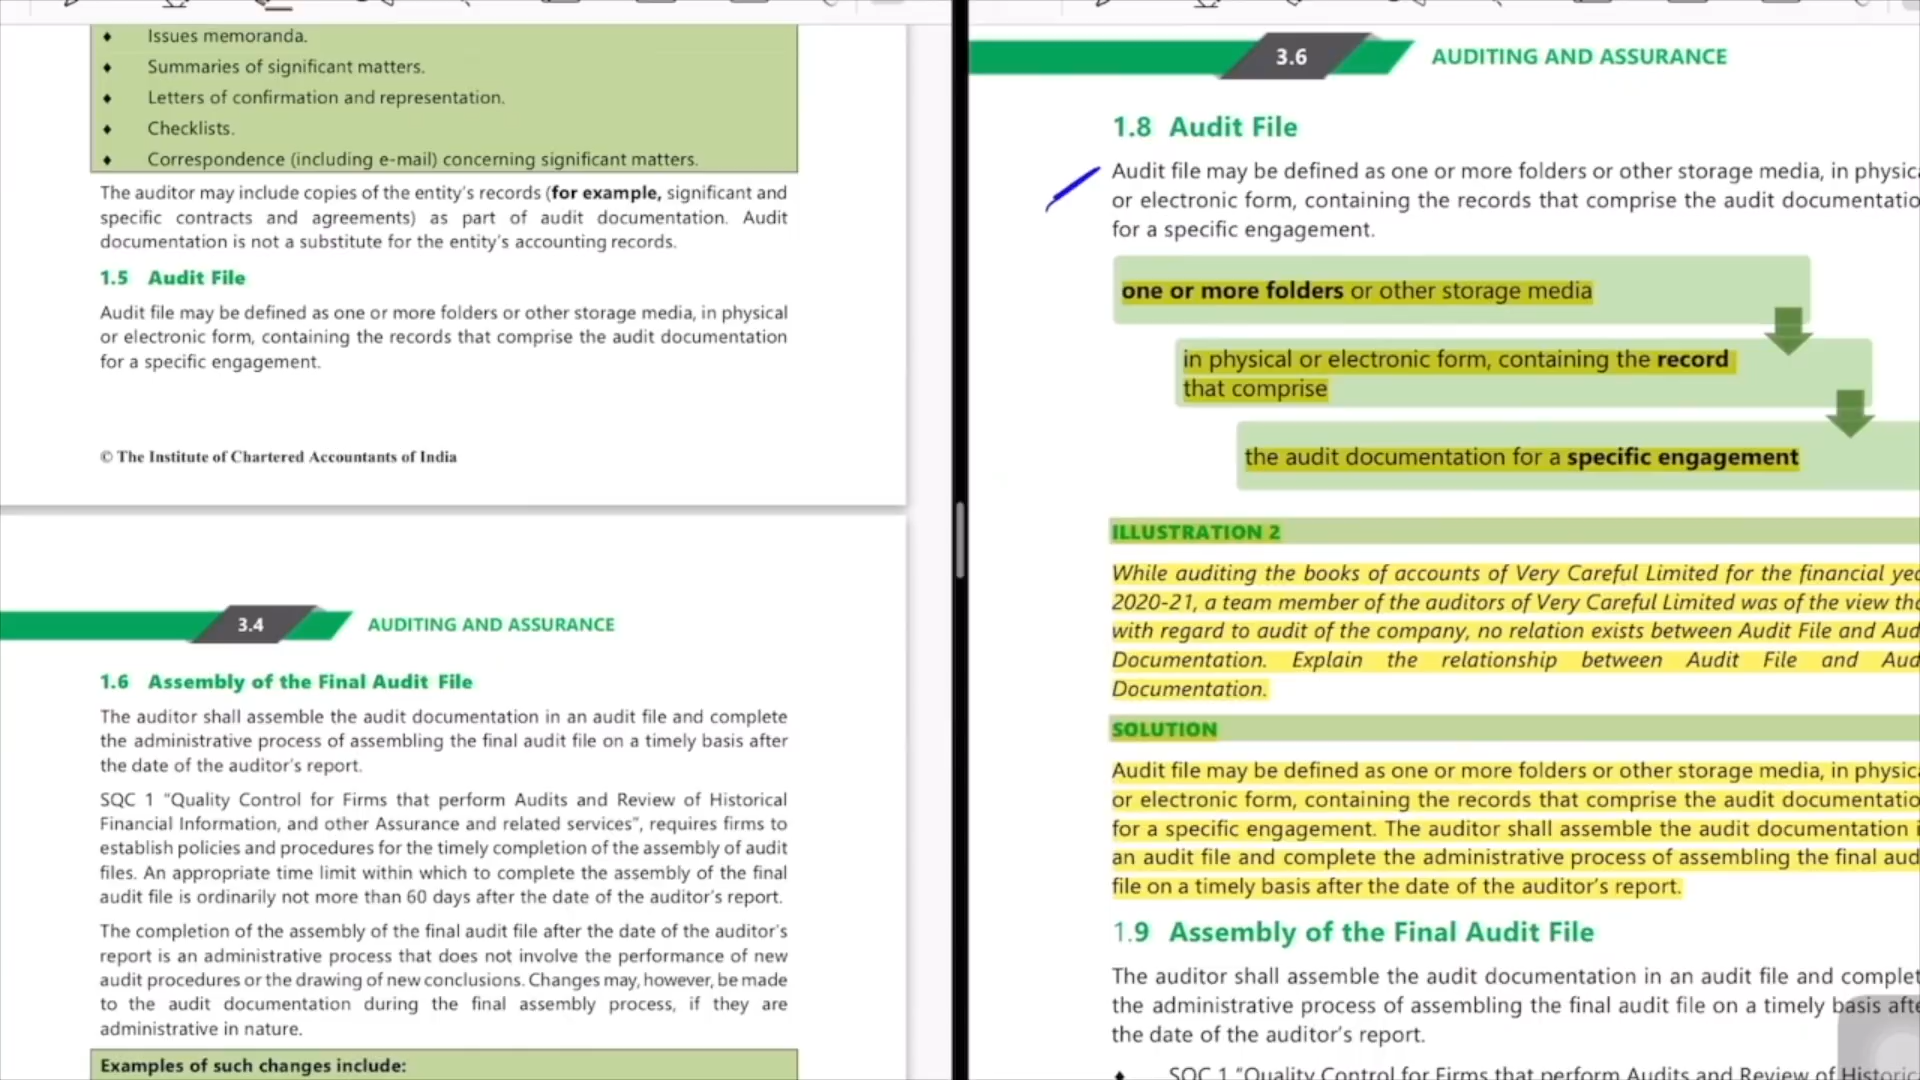 ♦ Issues memoranda.
♦ Summaries of significant matters.
♦ Letters of confirmation and representation.
♦ Checklists.
♦ Correspondence (including e-mail) concerning significant matters.
The auditor may include copies of the entity's records (for example, significant and
specific contracts and agreements) as part of audit documentation. Audit
documentation is not a substitute for the entity's accounting records.
1.5 Audit File
Audit file may be defined as one or more folders or other storage media, in physical
or electronic form, containing the records that comprise the audit documentation
for a specific engagement.
© The Institute of Chartered Accountants of India
3.4 AUDITING AND ASSURANCE
1.6 Assembly of the Final Audit File
The auditor shall assemble the audit documentation in an audit file and complete
the administrative process of assembling the final audit file on a timely basis after
the date of the auditor's report.
SQC 1 "Quality Control for Firms that perform Audits and Review of Historical
Financial Information, and other Assurance and related services", requires firms to
establish policies and procedures for the timely completion of the assembly of audit
files. An appropriate time limit within which to complete the assembly of the final
audit file is ordinarily not more than 60 days after the date of the auditor's report.
The completion of the assembly of the final audit file after the date of the auditor's
report is an administrative process that does not involve the performance of new
audit procedures or the drawing of new conclusions. Changes may, however, be made
to the audit documentation during the final assembly process, if they are
administrative in nature.
Examples of such changes include:
3.6 AUDITING AND ASSURANCE
1.8 Audit File
Audit file may be defined as one or more folders or other storage media, in physica
or electronic form, containing the records that comprise the audit documentatio
for a specific engagement.
one or more folders or other storage media
in physical or electronic form, containing the record
that comprise
the audit documentation for a specific engagement
ILLUSTRATION 2
While auditing the books of accounts of Very Careful Limited for the financial yea
2020-21, a team member of the auditors of Very Careful Limited was of the view tha
with regard to audit of the company, no relation exists between Audit File and Aud
Documentation. Explain the relationship between Audit File and Aud
Documentation.
SOLUTION
Audit file may be defined as one or more folders or other storage media, in physica
or electronic form, containing the records that comprise the audit documentatio
for a specific engagement. The auditor shall assemble the audit documentation i
an audit file and complete the administrative process of assembling the final aud
file on a timely basis after the date of the auditor's report.
1.9 Assembly of the Final Audit File
The auditor shall assemble the audit documentation in an audit file and complet
the administrative process of assembling the final audit file on a timely basis afte
the date of the auditor's report.
♦ SQC 1 "Quality Control for Firms that perform Audits and Review of Historic